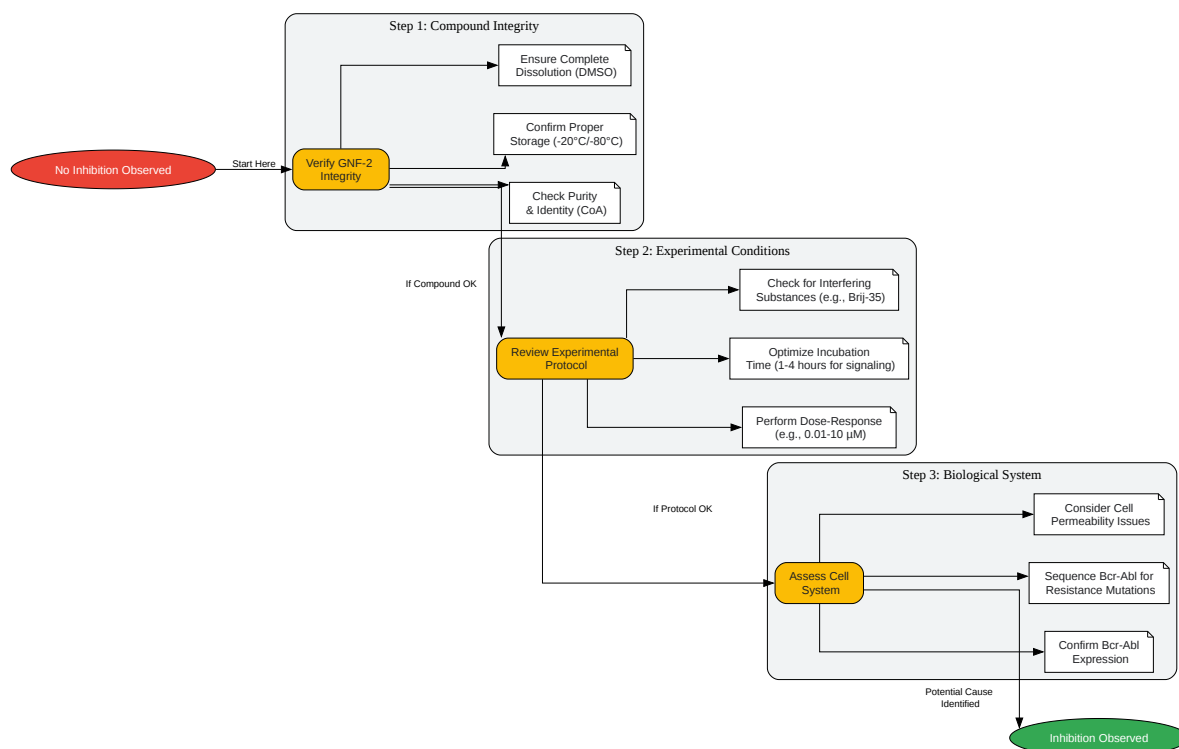 Step 1: Compound Integrity
Ensure Complete
Dissolution (DMSO)
Confirm Proper
Storage (-20°C/-80°C)
No Inhibition Observed
Start Here
Verify GNF-2
Integrity
Check Purity
& Identity (CoA)
Step 2: Experimental Conditions
If Compound OK
Check for Interfering
Substances (e.g., Brij-35)
Review Experimental
Protocol
Optimize Incubation
Time (1-4 hours for signaling)
Perform Dose-Response
(e.g., 0.01-10 µM)
Step 3: Biological System
If Protocol OK
Consider Cell
Permeability Issues
Assess Cell
System
Sequence Bcr-Abl for
Resistance Mutations
Confirm Bcr-Abl
Expression
Potential Cause
Identified
Inhibition Observed